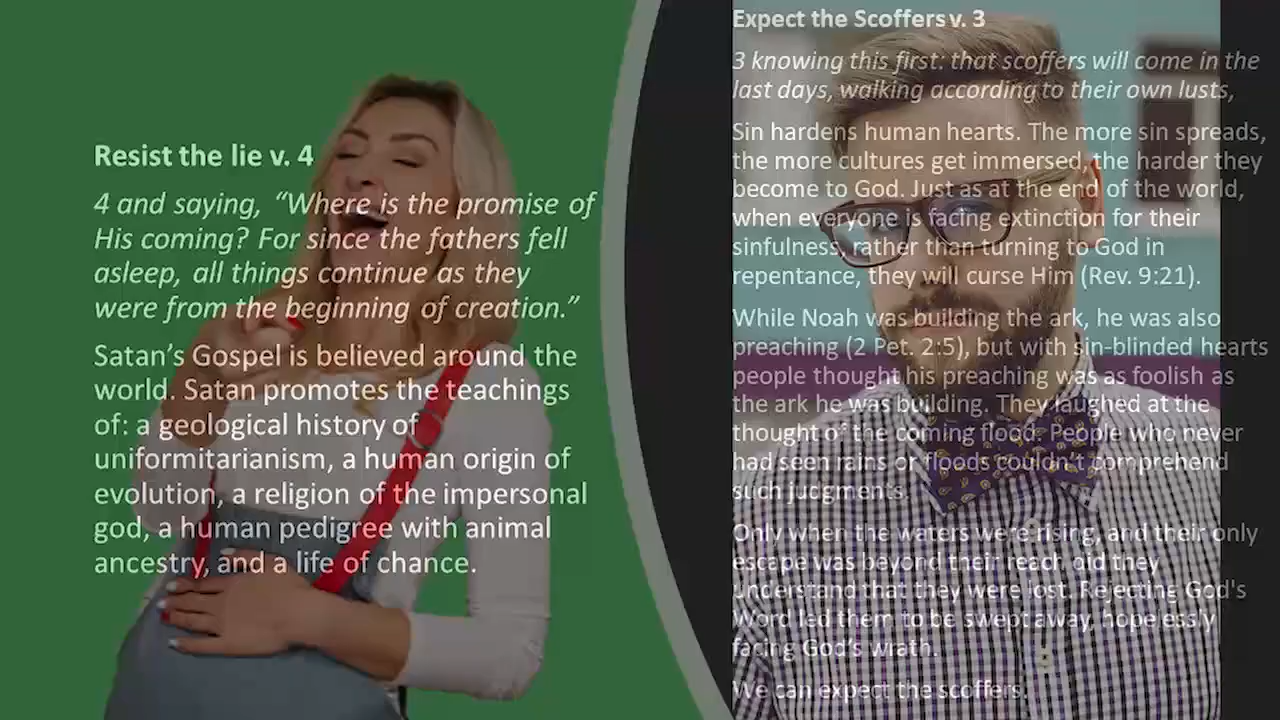 Resist the lie v. 4
4 and saying, “Where is the promise of
His coming? For since the fathers fell
asleep, all things continue as they
were from the beginning of creation.”
Satan’s Gospel is believed around the
world. Satan promotes the teachings
of: a geological history of
uniformitarianism, a human origin of
evolution, a religion of the impersonal
god, a human pedigree with animal
ancestry, and a life of chance.
Expect the Scoffers v. 3
3 knowing this first: that scoffers will come in the
last days, walking according to their own lusts,
Sin hardens human hearts. The more sin spreads,
the more cultures get immersed, the harder they
become to God. Just as at the end of the world,
when everyone is facing extinction for their
sinfulness, rather than turning to God in
repentance, they will curse Him (Rev. 9:21).
While Noah was building the ark, he was also
preaching (2 Pet. 2:5), but with sin-blinded hearts
people thought his preaching was as foolish as
the ark he was building. They laughed at the
thought of the coming flood. People who never
had seen rains or floods couldn’t comprehend
such judgments.
Only when the waters were rising, and their only
escape was beyond their reach, did they
understand that they were lost. Rejecting God's
Word led them to be swept away, hopelessly
facing God’s wrath.
We can expect the scoffers.